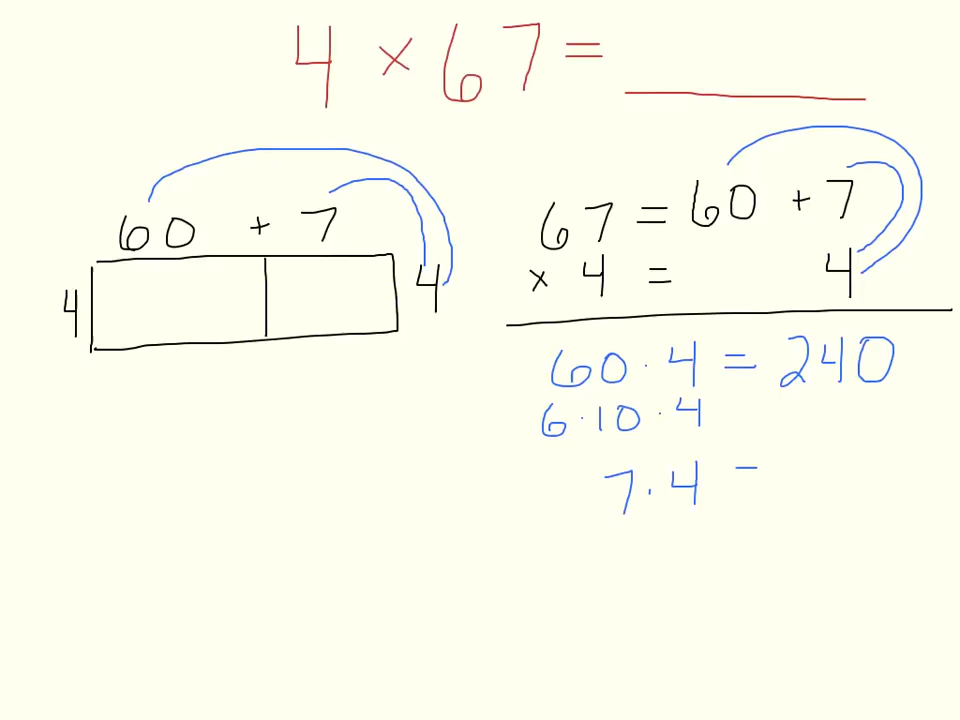 4 × 67 = ________
60 + 7
4 4
67 = 60 + 7
× 4 = 4
60 · 4 = 240
6 · 10 · 4
7 · 4 –